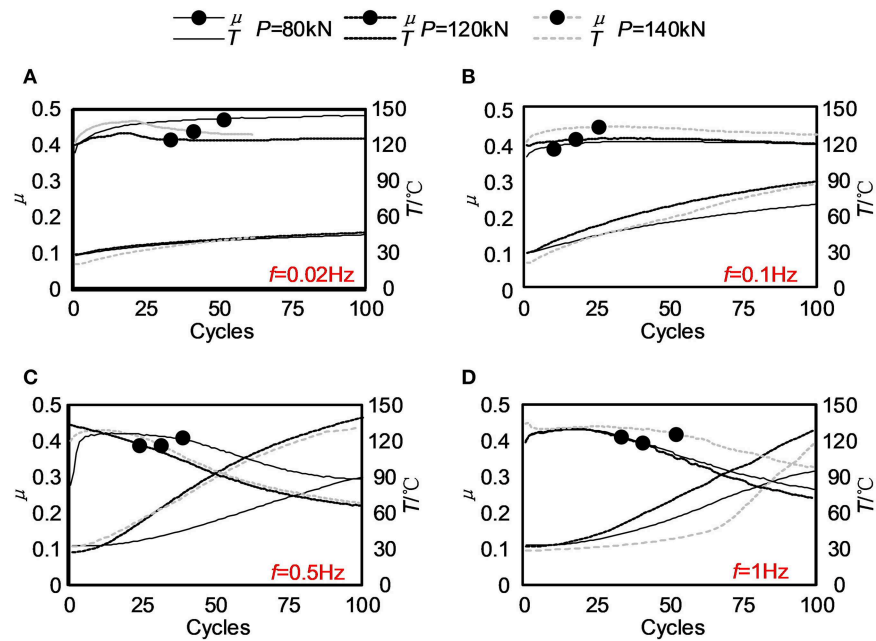 μ μ μ
T P=80kN T P=120kN T P=140kN
A
0.5 150
0.4 120
0.3 90
μ T/℃
0.2 60
0.1 30
f=0.02Hz
0 0
0 25 50 75 100
Cycles
B
0.5 150
0.4 120
0.3 90
μ T/℃
0.2 60
0.1 30
f=0.1Hz
0 0
0 25 50 75 100
Cycles
C
0.5 150
0.4 120
0.3 90
μ T/℃
0.2 60
0.1 30
f=0.5Hz
0 0
0 25 50 75 100
Cycles
D
0.5 150
0.4 120
0.3 90
μ T/℃
0.2 60
0.1 30
f=1Hz
0 0
0 25 50 75 100
Cycles